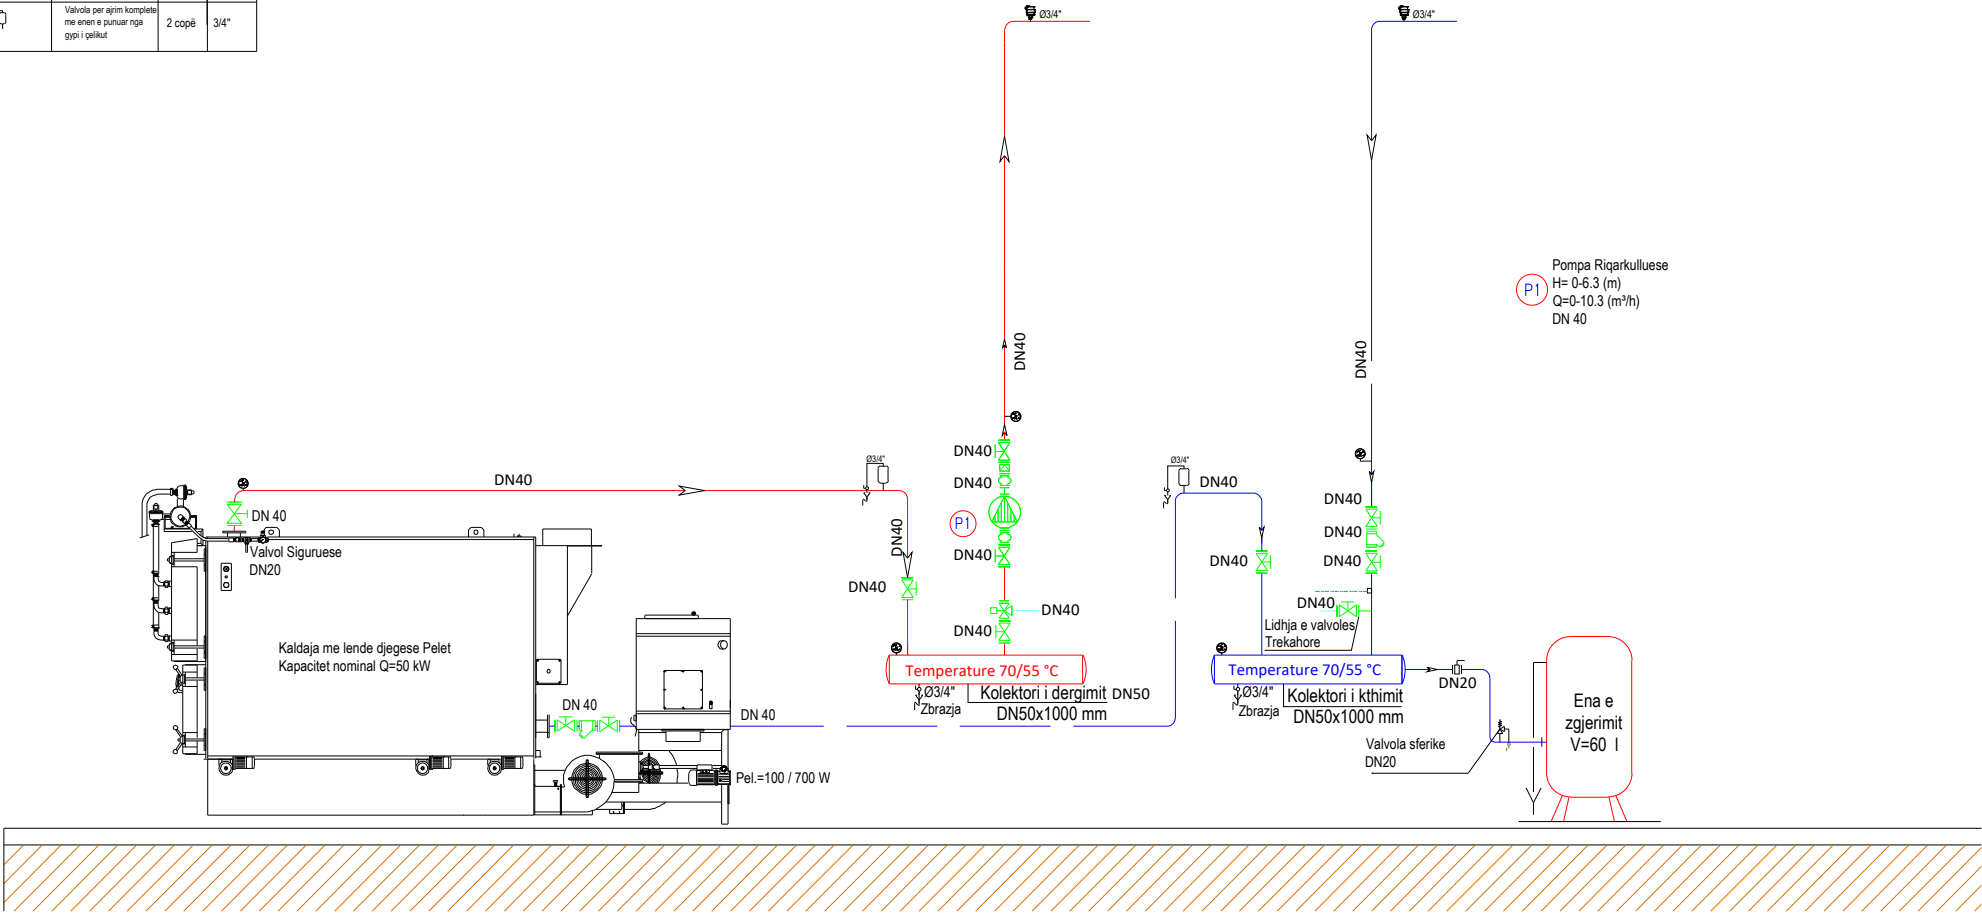 Valvola per ajrim komplete
me enen e punuar nga
gypi i çelikut
2 copë
3/4"
Ø3/4"
Ø3/4"
Pompa Riqarkulluese
H= 0-6.3 (m)
Q=0-10.3 (m³/h)
DN 40
P1
DN40
DN40
DN40
DN40
P1
DN40
DN40
DN40
DN40
Ø3/4"
DN40
DN40
DN40
Ø3/4"
DN40
DN40
DN40
DN40
DN40
DN40
Lidhja e valvoles
Trekahore
DN 40
Valvol Siguruese
DN20
Kaldaja me lende djegese Pelet
Kapacitet nominal Q=50 kW
DN 40
DN 40
Pel.=100 / 700 W
Temperature 70/55 °C
Ø3/4"
Zbrazja
Kolektori i dergimit DN50
DN50x1000 mm
Temperature 70/55 °C
Ø3/4"
Zbrazja
Kolektori i kthimit
DN50x1000 mm
DN20
Valvola sferike
DN20
Ena e
zgjerimit
V=60 l